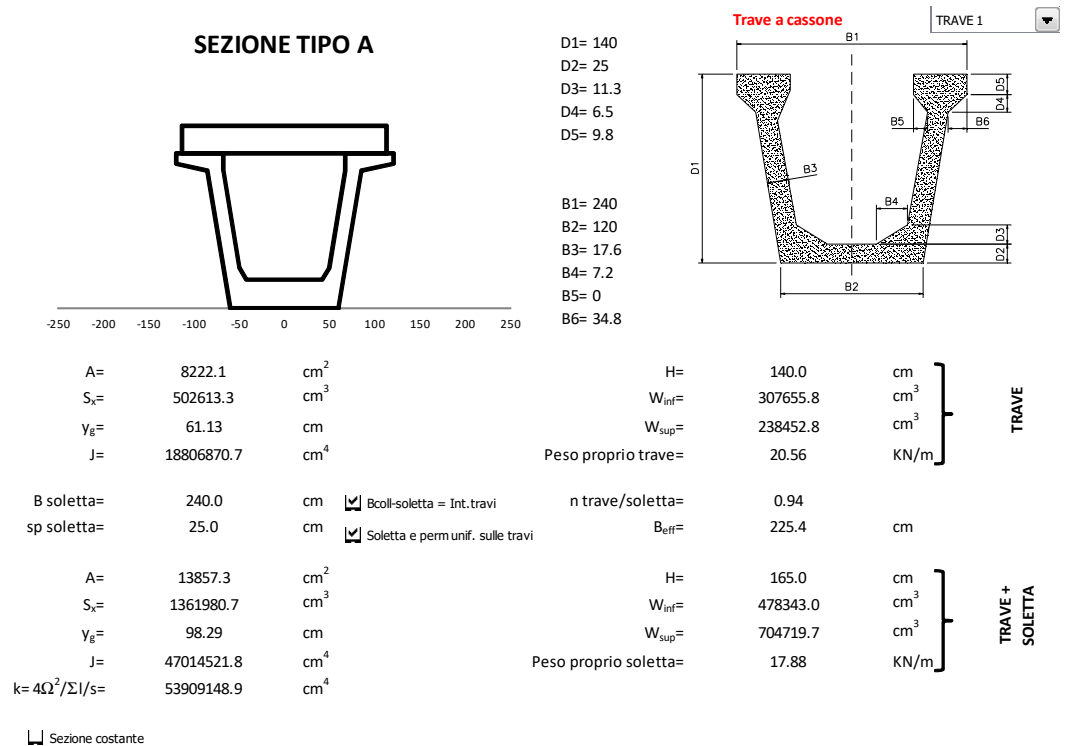 SEZIONE TIPO A
Trave a cassone
TRAVE 1
D1= 140
D2= 25
D3= 11.3
D4= 6.5
D5= 9.8
B1= 240
B2= 120
B3= 17.6
B4= 7.2
B5= 0
B6= 34.8
B1
D5
D4
B5
B6
D1
B3
B4
D3
D2
B2
-250 -200 -150 -100 -50 0 50 100 150 200 250
A= 8222.1 cm²
Sx= 502613.3 cm³
yg= 61.13 cm
J= 18806870.7 cm⁴
H= 140.0 cm
Winf= 307655.8 cm³
Wsup= 238452.8 cm³
Peso proprio trave= 20.56 KN/m
TRAVE
B soletta= 240.0 cm
sp soletta= 25.0 cm
Bcoll-soletta = Int.travi
Soletta e perm unif. sulle travi
n trave/soletta= 0.94
Beff= 225.4 cm
A= 13857.3 cm²
Sx= 1361980.7 cm³
yg= 98.29 cm
J= 47014521.8 cm⁴
k= 4Ω²/Σl/s= 53909148.9 cm⁴
H= 165.0 cm
Winf= 478343.0 cm³
Wsup= 704719.7 cm³
Peso proprio soletta= 17.88 KN/m
TRAVE +
SOLETTA
Sezione costante